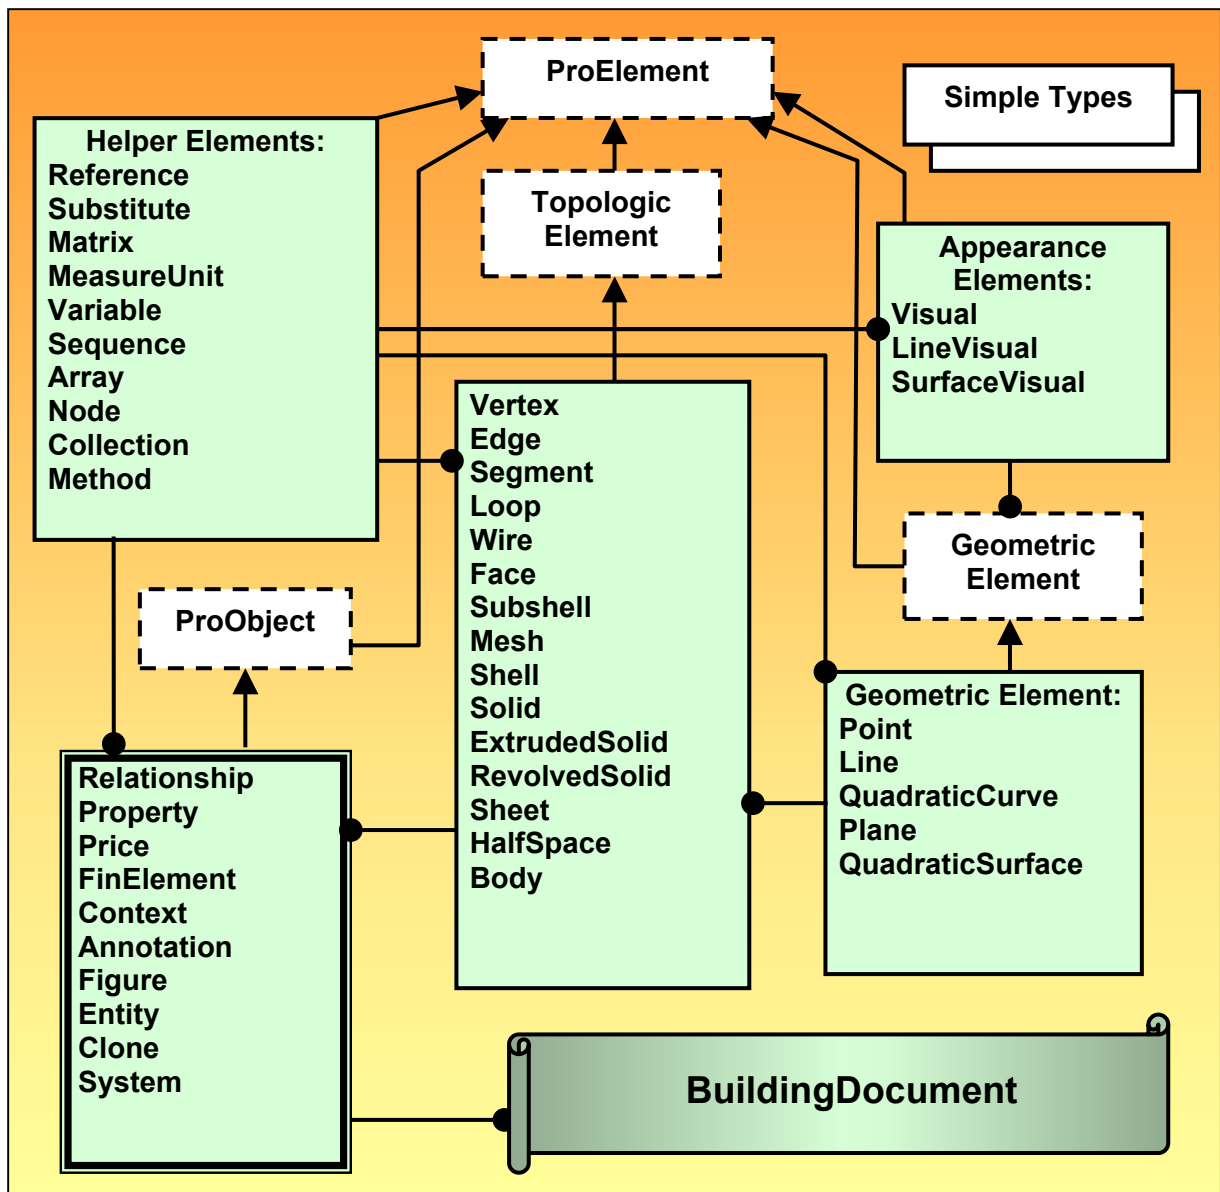 ProElement
Simple Types
Helper Elements:
Reference
Substitute
Matrix
MeasureUnit
Variable
Sequence
Array
Node
Collection
Method
Topologic
Element
Appearance
Elements:
Visual
LineVisual
SurfaceVisual
Vertex
Edge
Segment
Loop
Wire
Face
Subshell
Mesh
Shell
Solid
ExtrudedSolid
RevolvedSolid
Sheet
HalfSpace
Body
Geometric
Element
ProObject
Geometric Element:
Point
Line
QuadraticCurve
Plane
QuadraticSurface
Relationship
Property
Price
FinElement
Context
Annotation
Figure
Entity
Clone
System
BuildingDocument